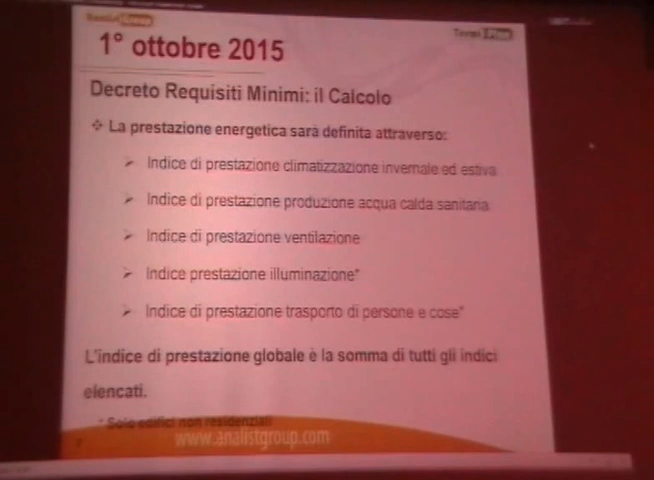 1° ottobre 2015
Decreto Requisiti Minimi: il Calcolo
La prestazione energetica sarà definita attraverso:
Indice di prestazione climatizzazione invernale ed estiva
Indice di prestazione produzione acqua calda sanitaria
Indice di prestazione ventilazione
Indice prestazione illuminazione*
Indice di prestazione trasporto di persone e cose*
L'indice di prestazione globale è la somma di tutti gli indici
elencati.
* Solo edifici non residenziali
www.analistgroup.com